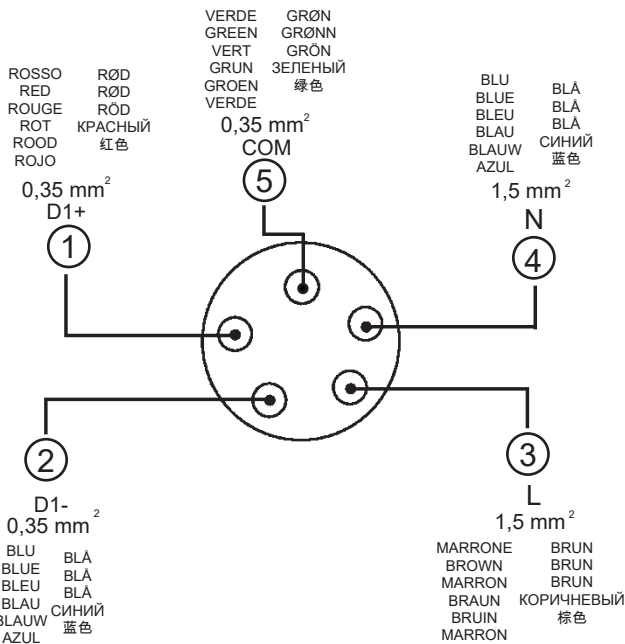 VERDE GRØN
GREEN GRØNN
VERT GRÖN
GRUN ЗЕЛЕНЫЙ
GROEN 绿色
VERDE
0,35 mm²
COM
5
ROSSO RØD
RED RØD
ROUGE RÖD
ROT КРАСНЫЙ
ROOD 红色
ROJO
0,35 mm²
D1+
1
BLU BLÅ
BLUE BLÅ
BLEU BLÅ
BLAU СИНИЙ
BLAUW 蓝色
AZUL
1,5 mm²
N
4
2
D1-
0,35 mm²
BLU BLÅ
BLUE BLÅ
BLEU BLÅ
BLAU СИНИЙ
BLAUW 蓝色
AZUL
3
L
1,5 mm²
MARRONE BRUN
BROWN BRUN
MARRON BRUN
BRAUN КОРИЧНЕВЫЙ
BRUIN 棕色
MARRON